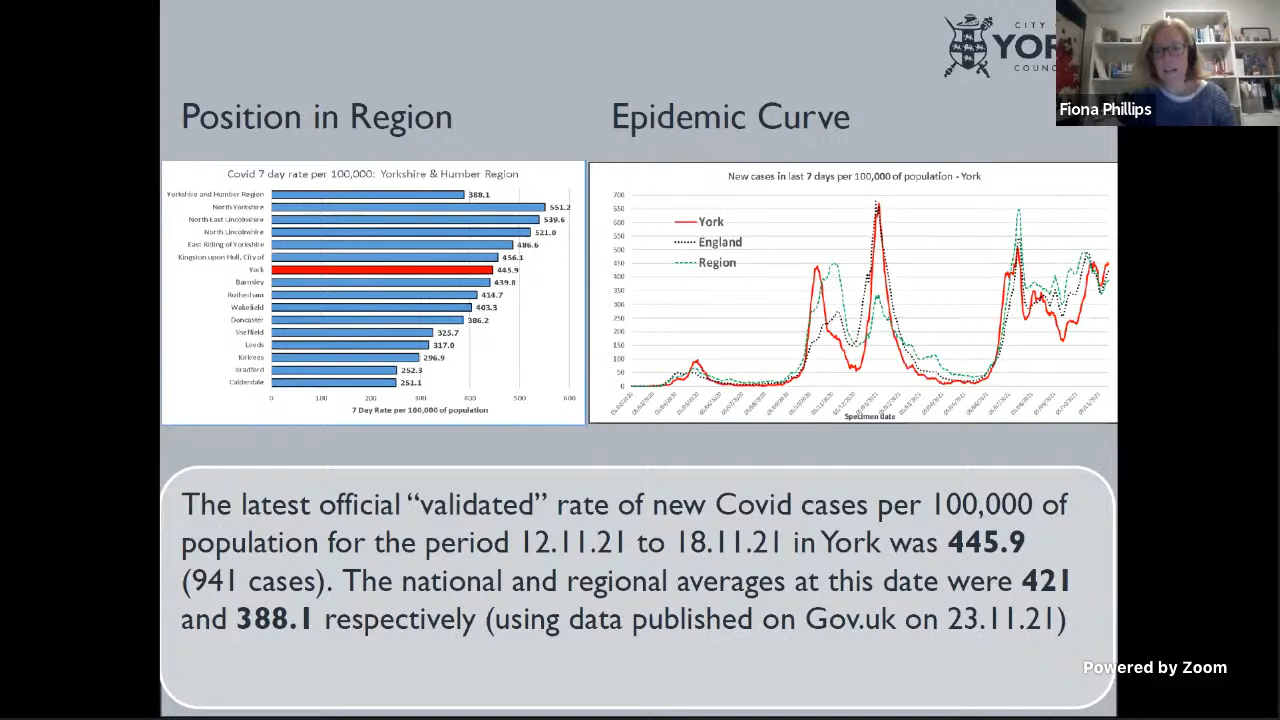 CITY
YOR
COUNC
Fiona Phillips
Position in Region
Epidemic Curve
Covid 7 day rate per 100,000: Yorkshire & Humber Region
Yorkshire and Humber Region 388.1
North Yorkshire 551.2
North East Lincolnshire 539.6
North Lincolnshire 521.0
East Riding of Yorkshire 486.6
Kingston upon Hull, City of 456.1
York 445.9
Barnsley 439.8
Rotherham 414.7
Wakefield 403.3
Doncaster 386.2
Sheffield 325.7
Leeds 317.0
Kirklees 296.9
Bradford 252.3
Calderdale 251.1
0 100 200 300 400 500 600
7 Day Rate per 100,000 of population
New cases in last 7 days per 100,000 of population - York
700
650
600
550
500
450
400
350
300
250
200
150
100
50
0
York
England
Region
Specimen date
The latest official “validated” rate of new Covid cases per 100,000 of
population for the period 12.11.21 to 18.11.21 in York was 445.9
(941 cases). The national and regional averages at this date were 421
and 388.1 respectively (using data published on Gov.uk on 23.11.21)
Powered by Zoom